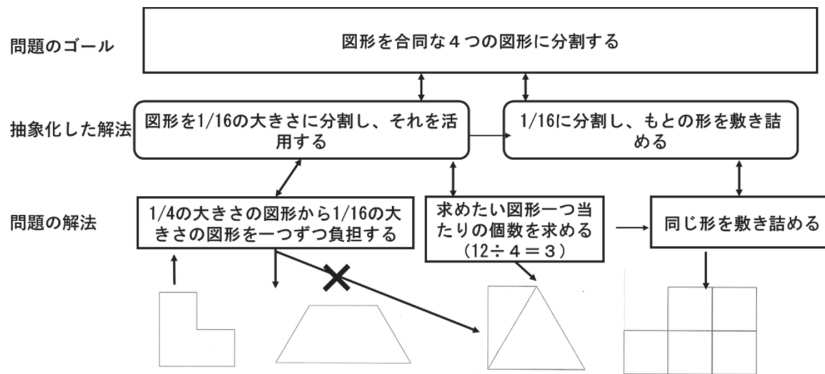 問題のゴール
図形を合同な４つの図形に分割する
抽象化した解法
図形を1/16の大きさに分割し、それを活
用する
1/16に分割し、もとの形を敷き詰
める
問題の解法
1/4の大きさの図形から1/16の大
きさの図形を一つずつ負担する
求めたい図形一つ当
たりの個数を求める
（12÷４＝３）
同じ形を敷き詰める